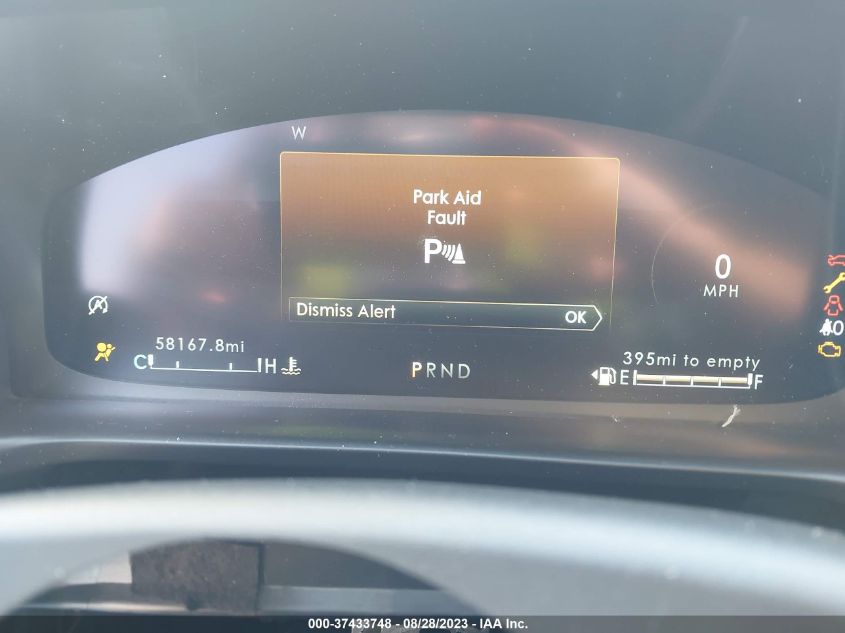 W
Park Aid
Fault
P
Dismiss Alert OK
0
MPH
58167.8mi
C H
PRND
395mi to empty
E F
000-37433748 - 08/28/2023 - IAA Inc.